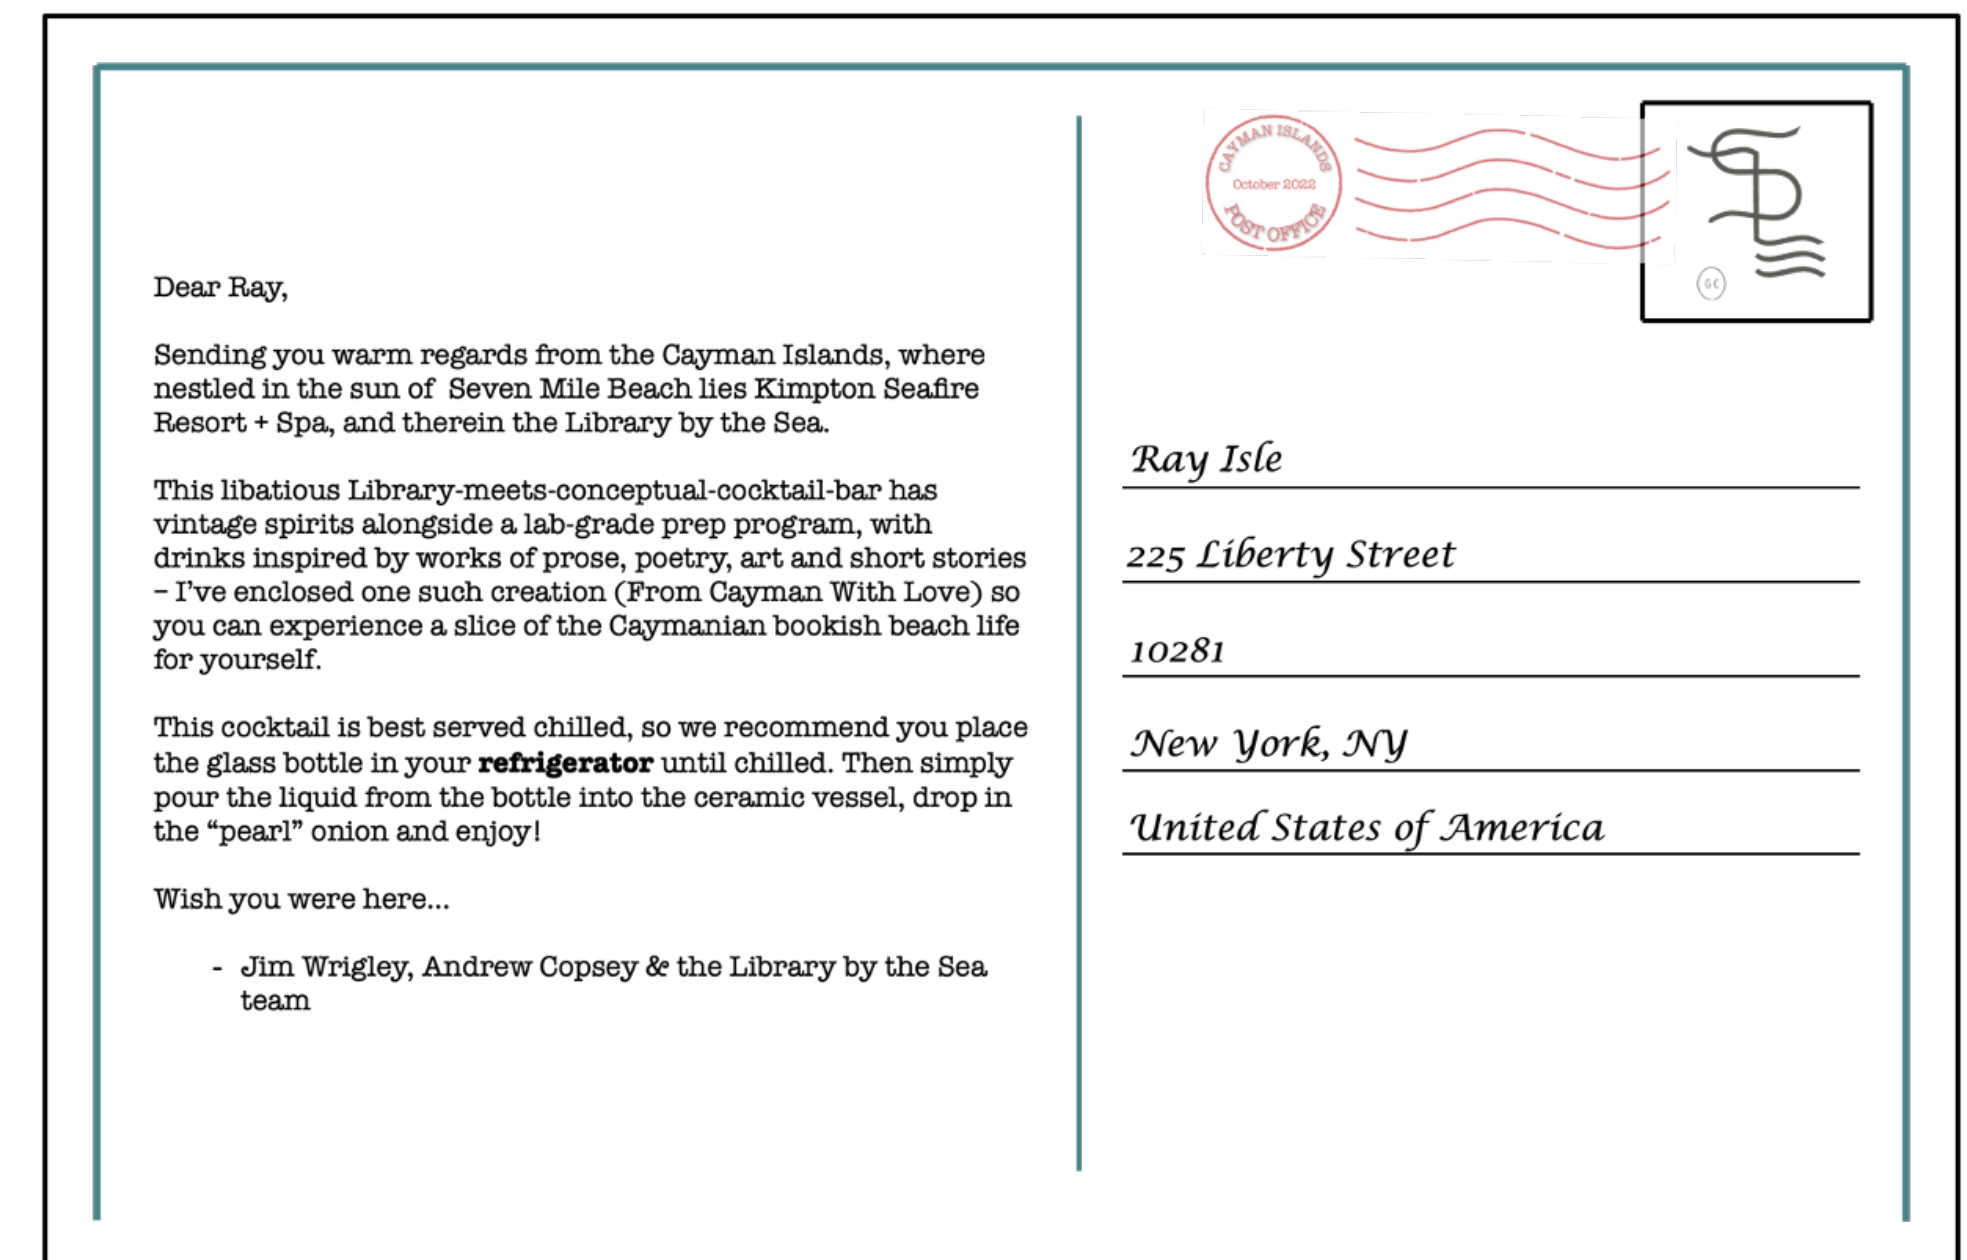 Dear Ray,
Sending you warm regards from the Cayman Islands, where
nestled in the sun of Seven Mile Beach lies Kimpton Seafire
Resort + Spa, and therein the Library by the Sea.
This libatious Library-meets-conceptual-cocktail-bar has
vintage spirits alongside a lab-grade prep program, with
drinks inspired by works of prose, poetry, art and short stories
– I’ve enclosed one such creation (From Cayman With Love) so
you can experience a slice of the Caymanian bookish beach life
for yourself.
This cocktail is best served chilled, so we recommend you place
the glass bottle in your refrigerator until chilled. Then simply
pour the liquid from the bottle into the ceramic vessel, drop in
the “pearl” onion and enjoy!
Wish you were here...
- Jim Wrigley, Andrew Copsey & the Library by the Sea
team
CAYMAN ISLANDS
October 2022
POST OFFICE
GC
Ray Isle
225 Liberty Street
10281
New York, NY
United States of America